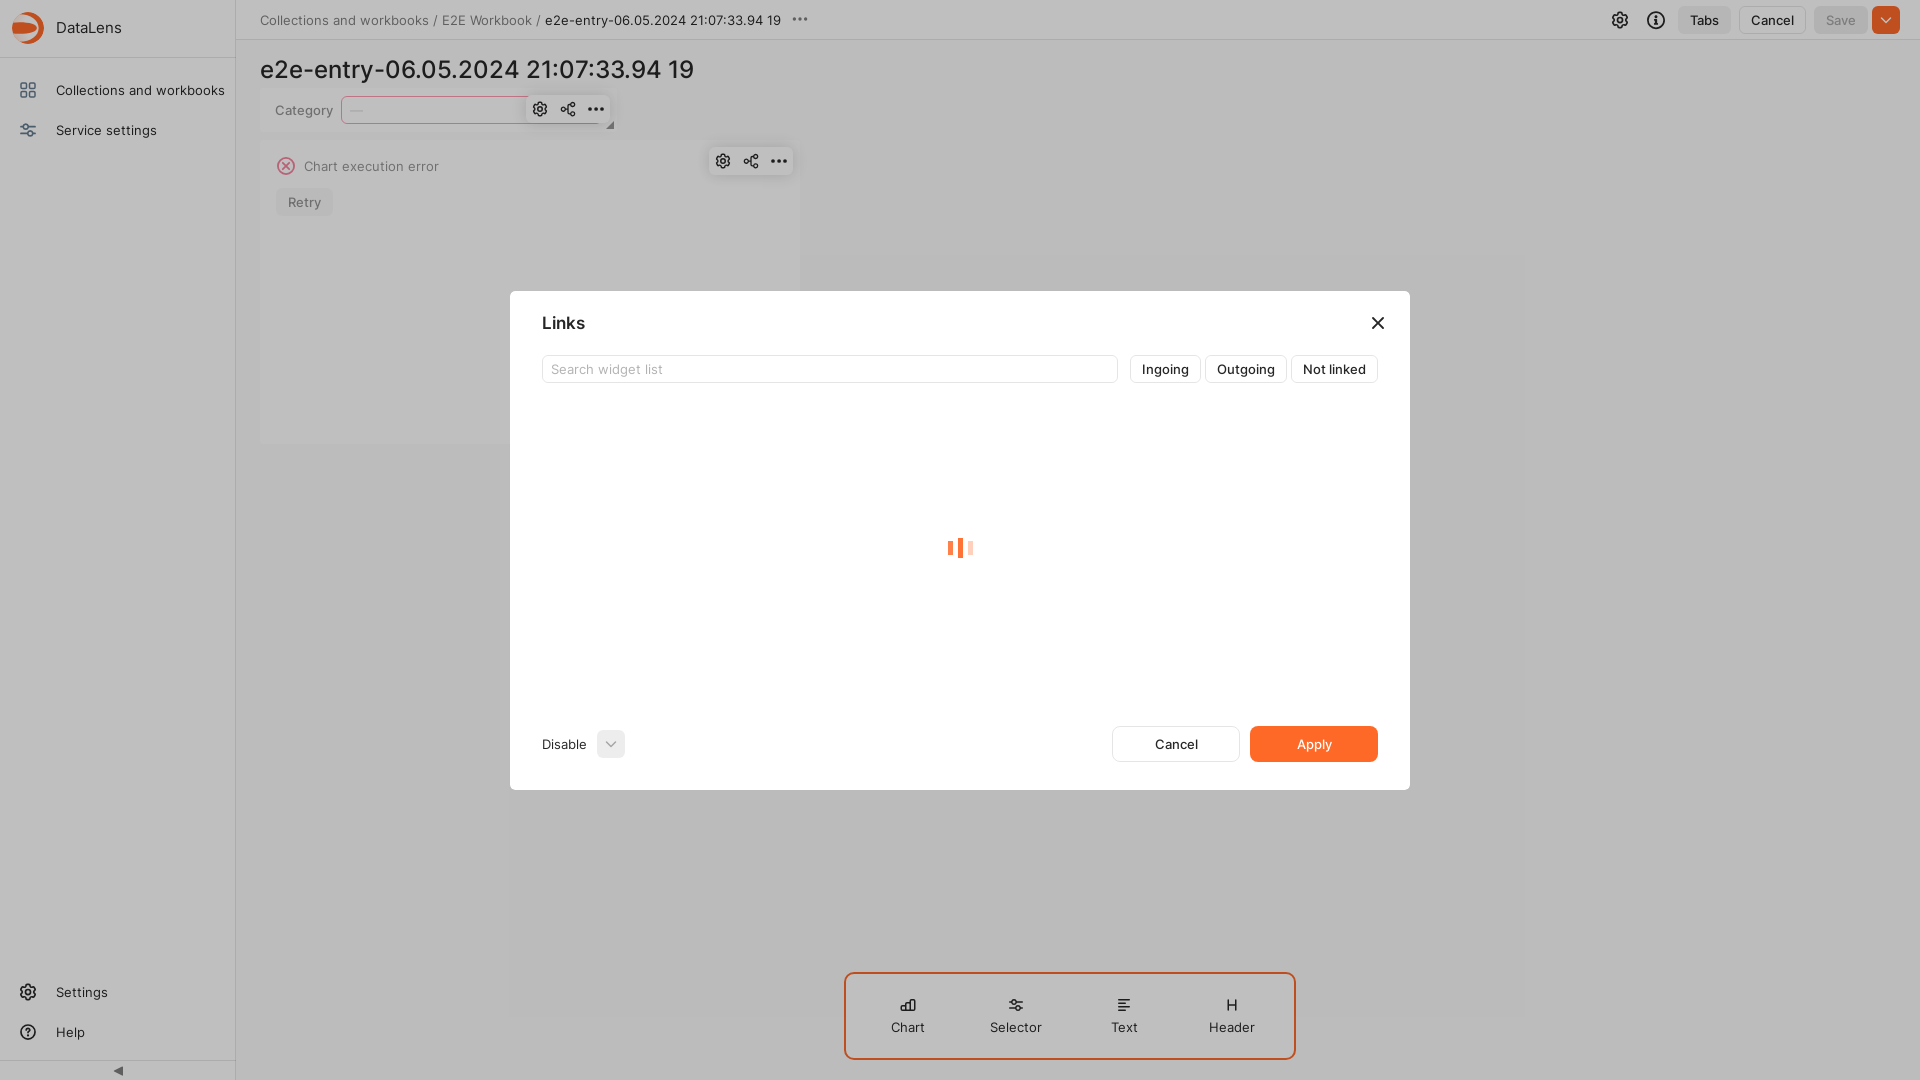 DataLens
Collections and workbooks / E2E Workbook / e2e-entry-06.05.2024 21:07:33.94 19
Tabs
Cancel
Save
Collections and workbooks
Service settings
e2e-entry-06.05.2024 21:07:33.94 19
Category
—
Chart execution error
Retry
Links
Search widget list
Ingoing
Outgoing
Not linked
Disable
Cancel
Apply
Chart
Selector
Text
Header
Settings
Help